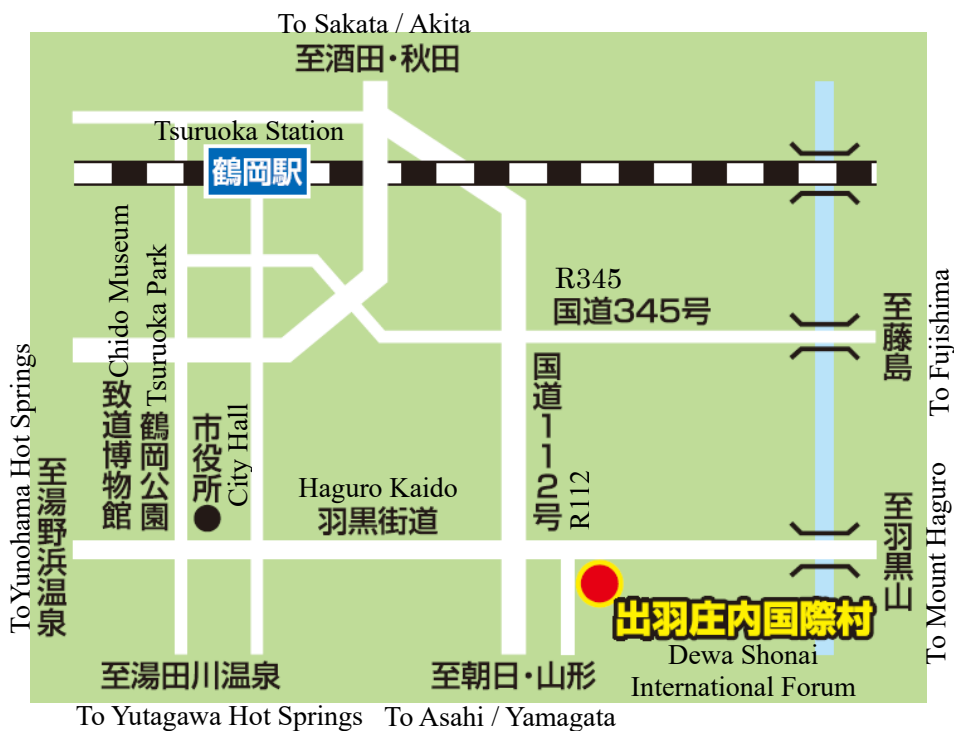 To Sakata / Akita
至酒田・秋田
Tsuruoka Station
鶴岡駅
R345
国道345号
至藤島
To Fujishima
Chido Museum
致道博物館
Tsuruoka Park
鶴岡公園
市役所
City Hall
国道112号
R112
Haguro Kaido
羽黒街道
To Yunohama Hot Springs
至湯野浜温泉
至羽黒山
To Mount Haguro
出羽庄内国際村
Dewa Shonai
International Forum
至湯田川温泉
To Yutagawa Hot Springs
至朝日・山形
To Asahi / Yamagata